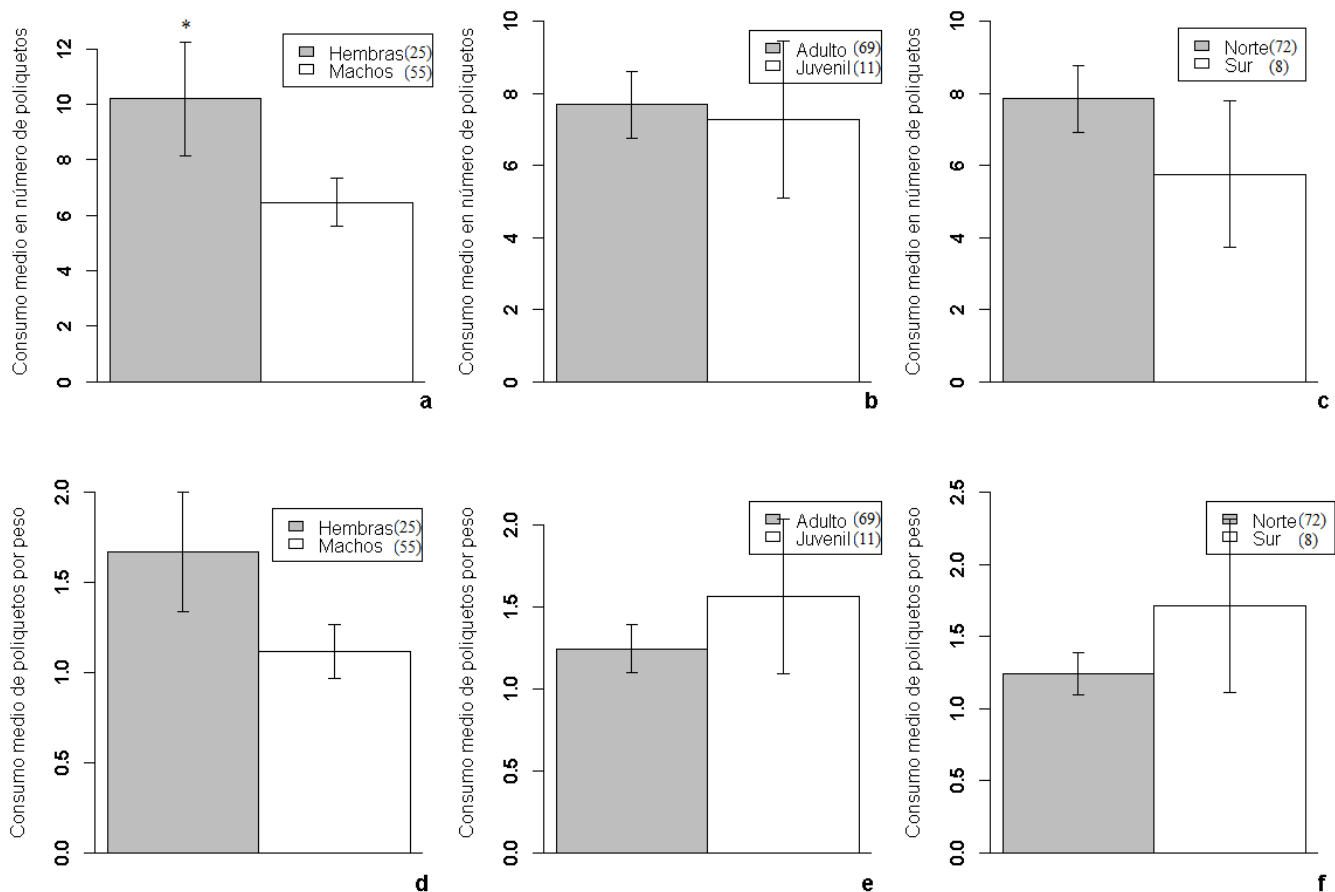 Consumo medio en número de poliquetos
12
10
8
6
4
2
0
*
Hembras (25)
Machos (55)
a
Consumo medio en número de poliquetos
10
8
6
4
2
0
Adulto (69)
Juvenil (11)
b
Consumo medio en número de poliquetos
10
8
6
4
2
0
Norte (72)
Sur (8)
c
Consumo medio de poliquetos por peso
2.0
1.5
1.0
0.5
0.0
Hembras (25)
Machos (55)
d
Consumo medio de poliquetos por peso
2.0
1.5
1.0
0.5
0.0
Adulto (69)
Juvenil (11)
e
Consumo medio de poliquetos por peso
2.5
2.0
1.5
1.0
0.5
0.0
Norte (72)
Sur (8)
f